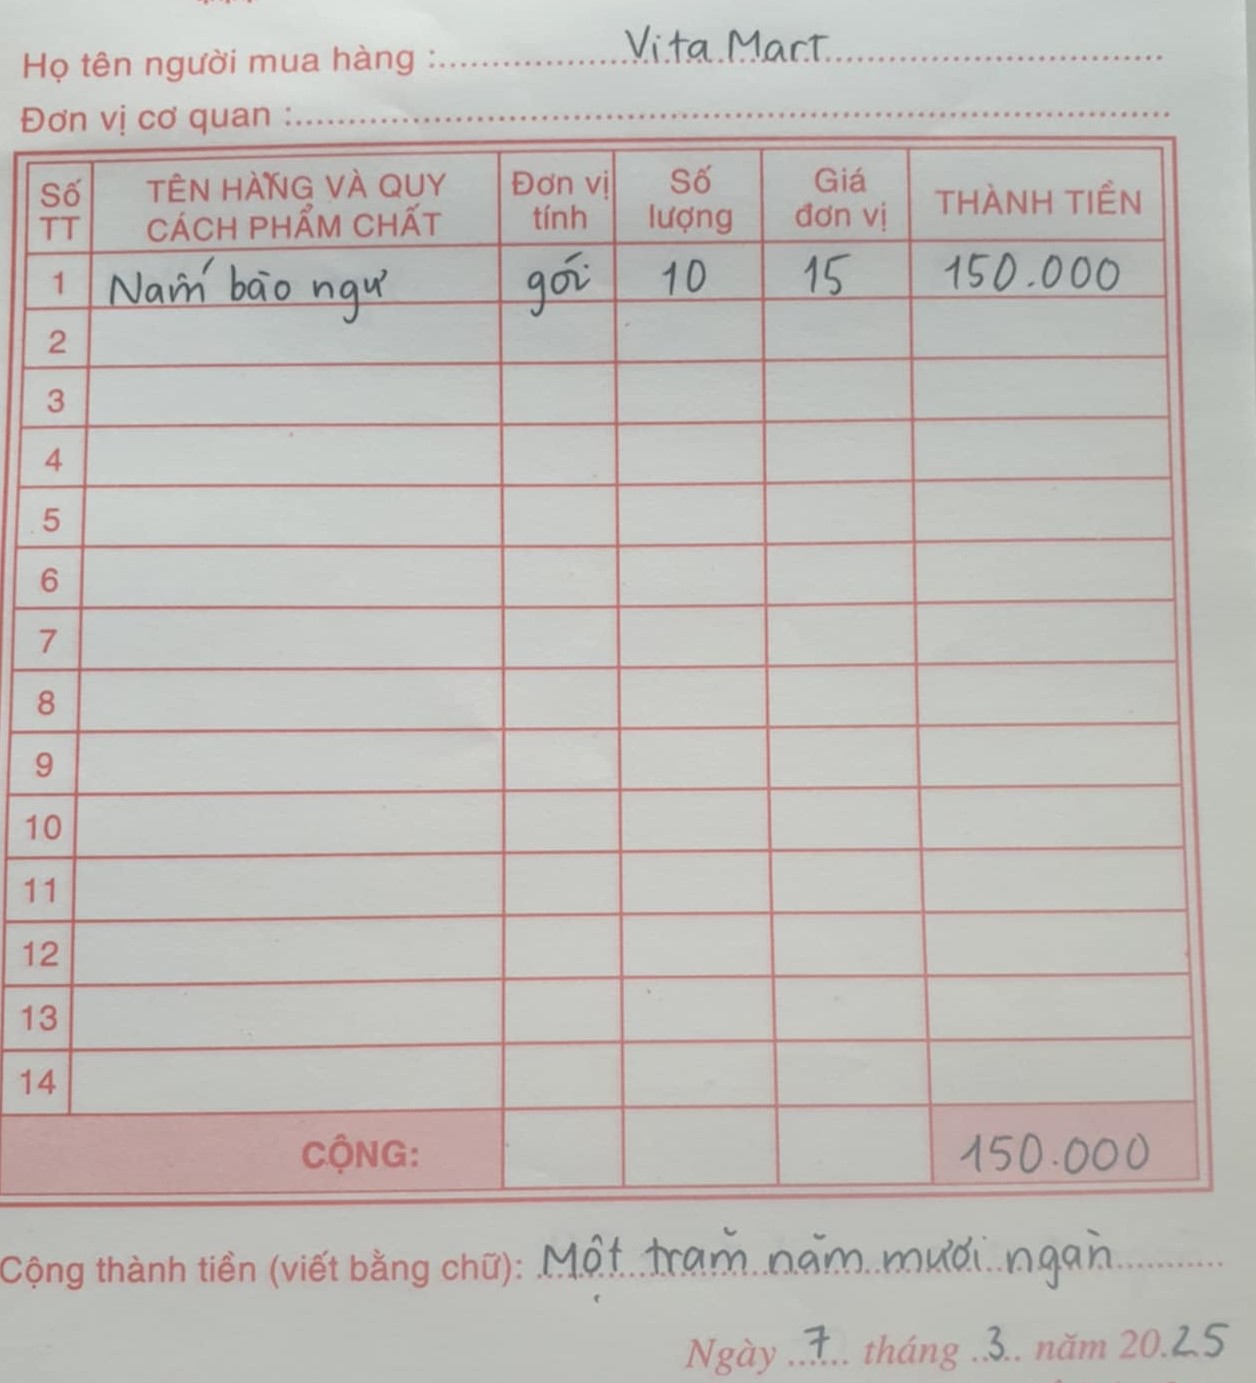 Họ tên người mua hàng : Vita Mart
Đơn vị cơ quan :
Số TT TÊN HÀNG VÀ QUY CÁCH PHẨM CHẤT Đơn vị tính Số lượng Giá đơn vị THÀNH TIỀN
1 Nấm bào ngư gói 10 15 150.000
2
3
4
5
6
7
8
9
10
11
12
13
14
CỘNG: 150.000
Cộng thành tiền (viết bằng chữ): Một trăm năm mươi ngàn
Ngày 7 tháng 3 năm 2025